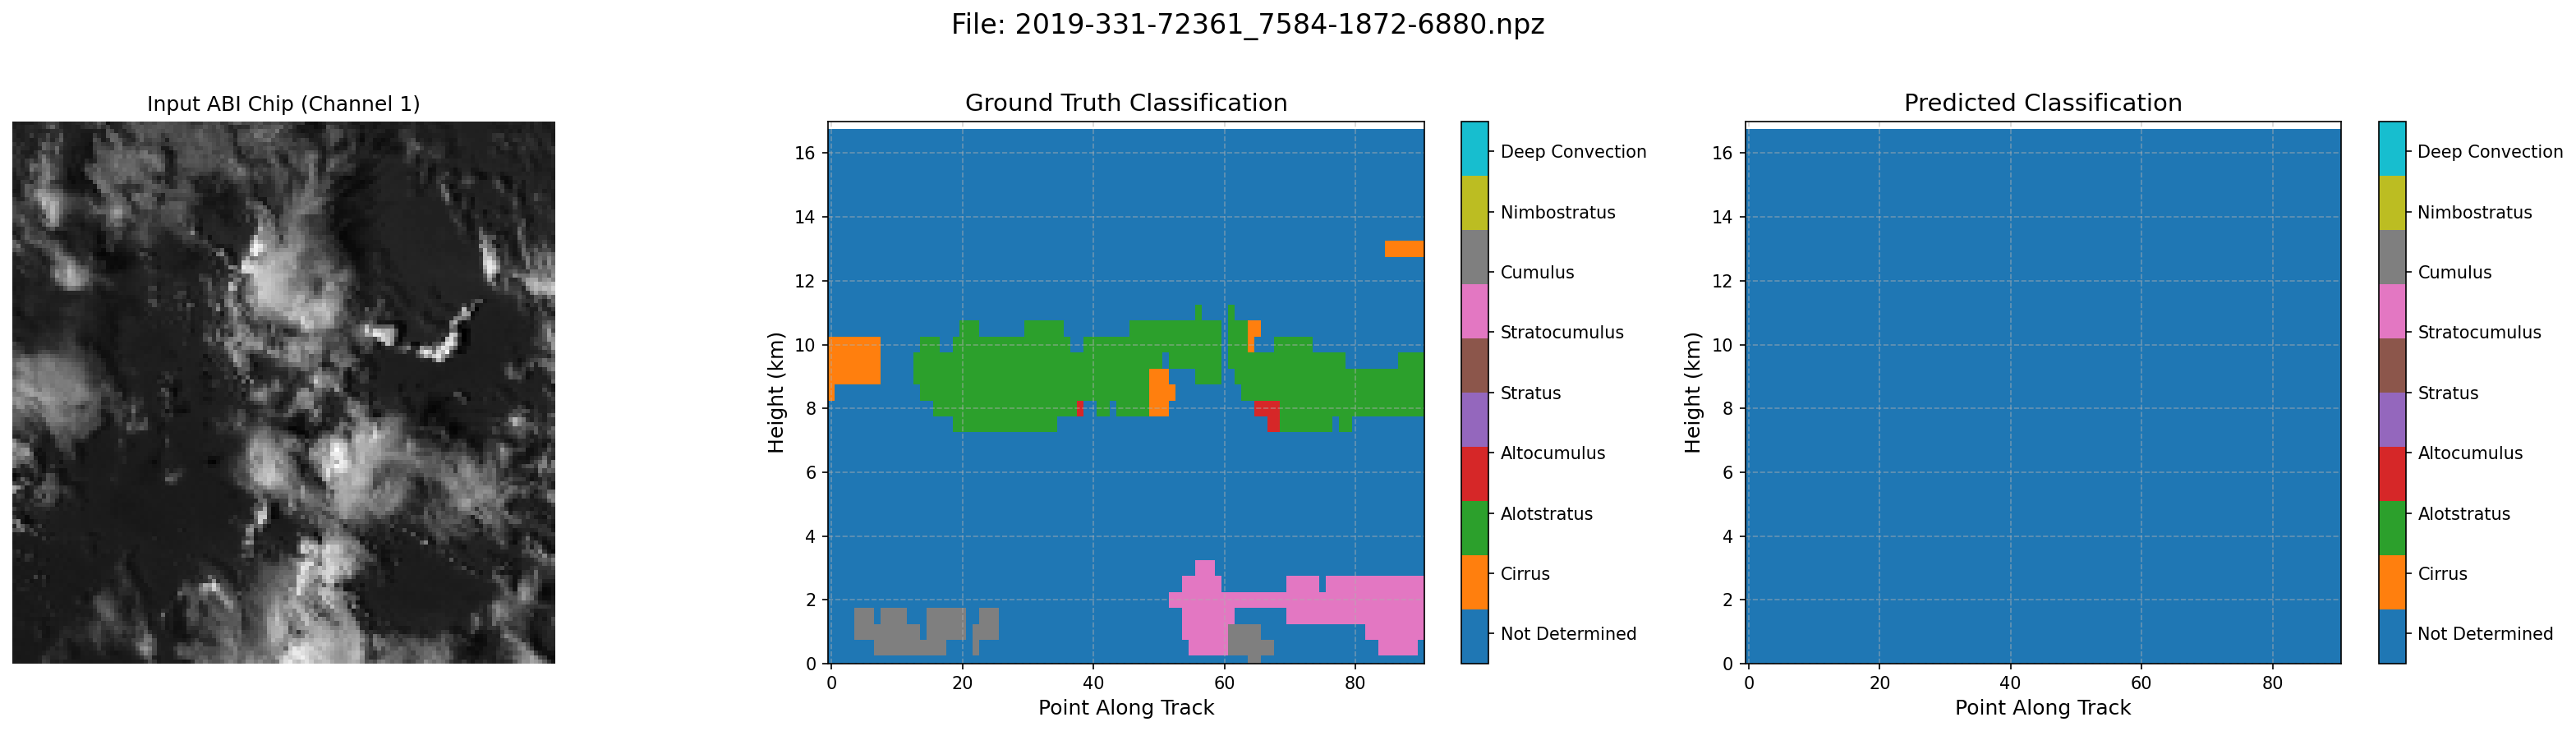 File: 2019-331-72361_7584-1872-6880.npz
Input ABI Chip (Channel 1)
Ground Truth Classification
Height (km)
16
14
12
10
8
6
4
2
0
0 20 40 60 80
Point Along Track
Deep Convection
Nimbostratus
Cumulus
Stratocumulus
Stratus
Altocumulus
Alotstratus
Cirrus
Not Determined
Predicted Classification
Height (km)
16
14
12
10
8
6
4
2
0
0 20 40 60 80
Point Along Track
Deep Convection
Nimbostratus
Cumulus
Stratocumulus
Stratus
Altocumulus
Alotstratus
Cirrus
Not Determined